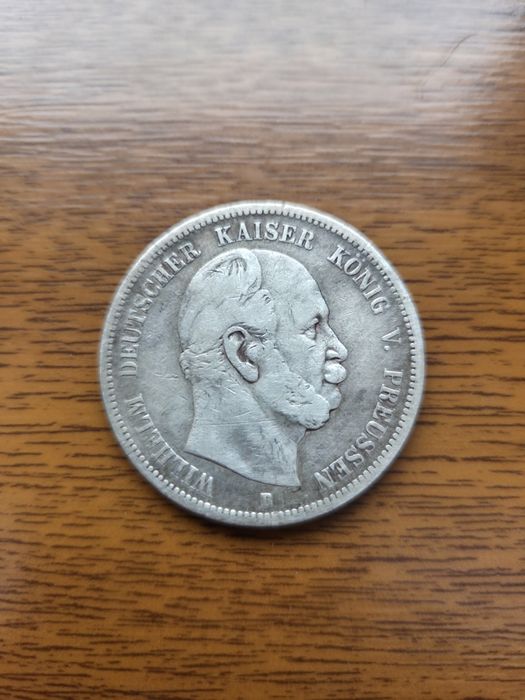 WILHELM DEUTSCHER KAISER KÖNIG V. PREUSSEN
B